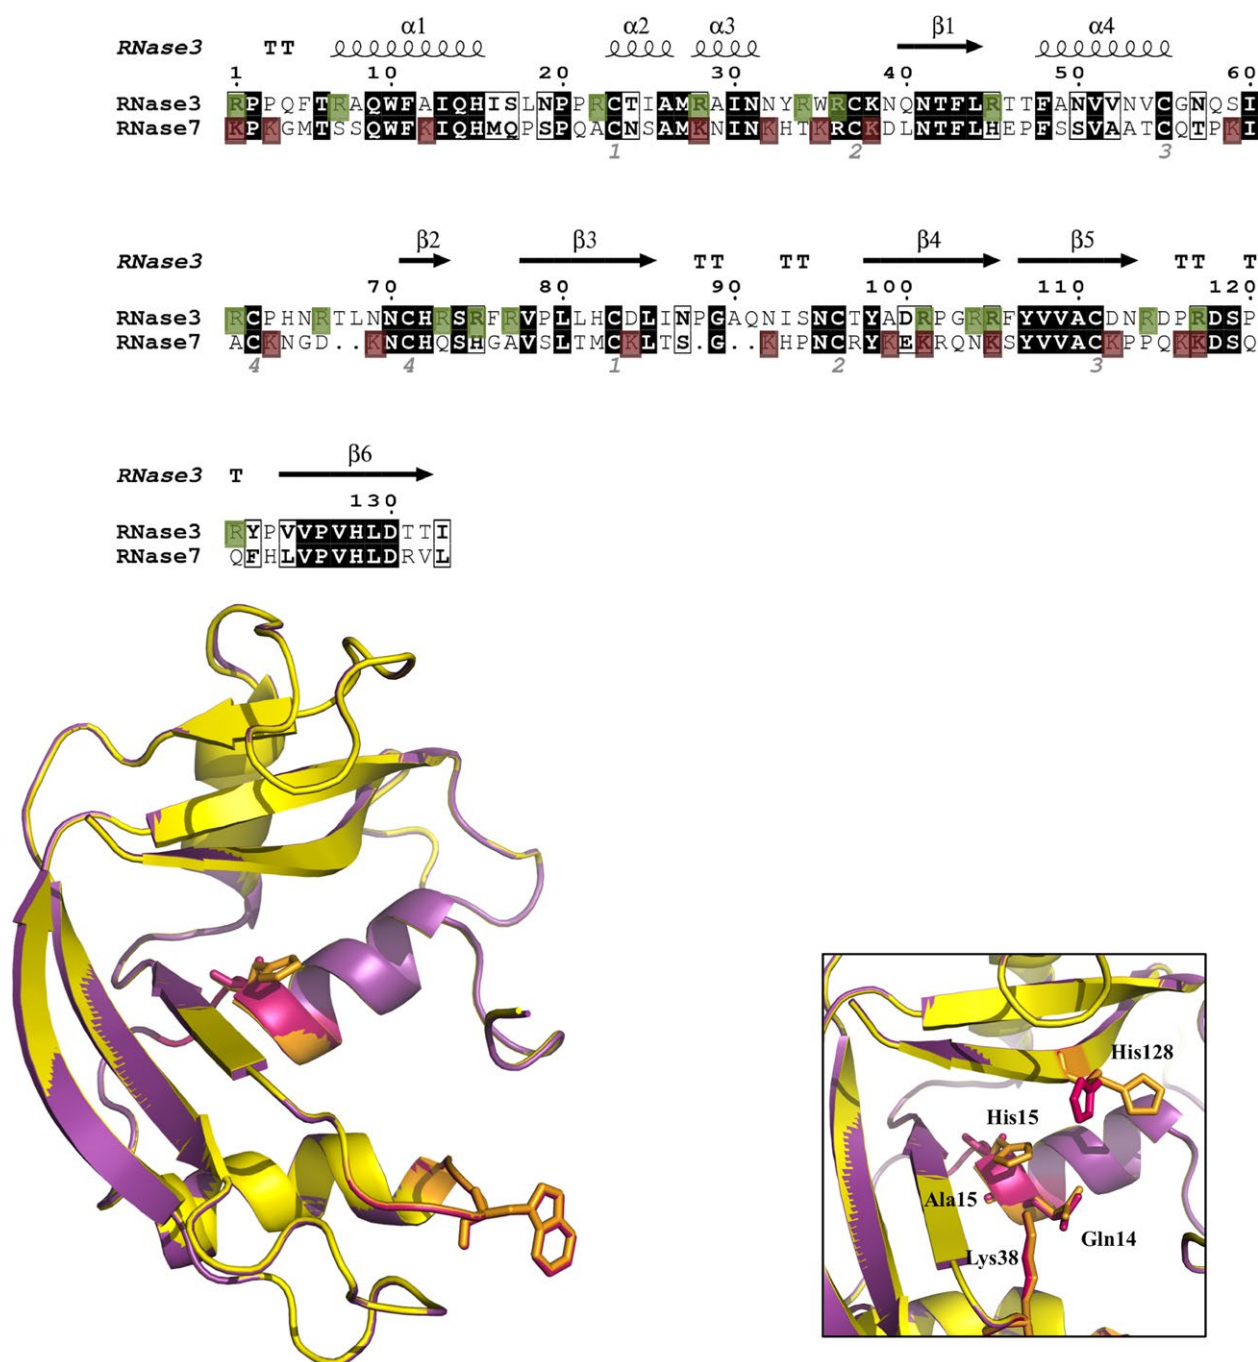 RNase3 TT α1 α2 α3 β1 α4
1 10 20 30 40 50 60
RNase3 RPPQFTRAQWFAIQHISLNPPRCTIAMRAINNYRWRCKNQNTFLRTTFANVVNVCGNQSI
RNase7 KPKGMTSSQWFKIQHMQPSPQACNSAMKNINKHTKRCKDLNTFLHEPFSSVAATCQTPKI
1 2 3
RNase3 β2 β3 TT TT β4 β5 TT T
70 80 90 100 110 120
RNase3 RCPHNRTLNNCHRSRFRVPLLHCDLINPGAQNISNCTYADRPGRRFYVVACDNRDPRDSP
RNase7 ACKNGD..KNCHQSHGAVSLTMCKLTS.G..KHPNCRYKEKRQNKSYVVACKPPQKKDSQ
4 4 1 2 3
RNase3 T β6
130
RNase3 RYPVVPVHLDTTI
RNase7 QFHLVPVHLDRVL
His128
His15
Ala15
Gln14
Lys38